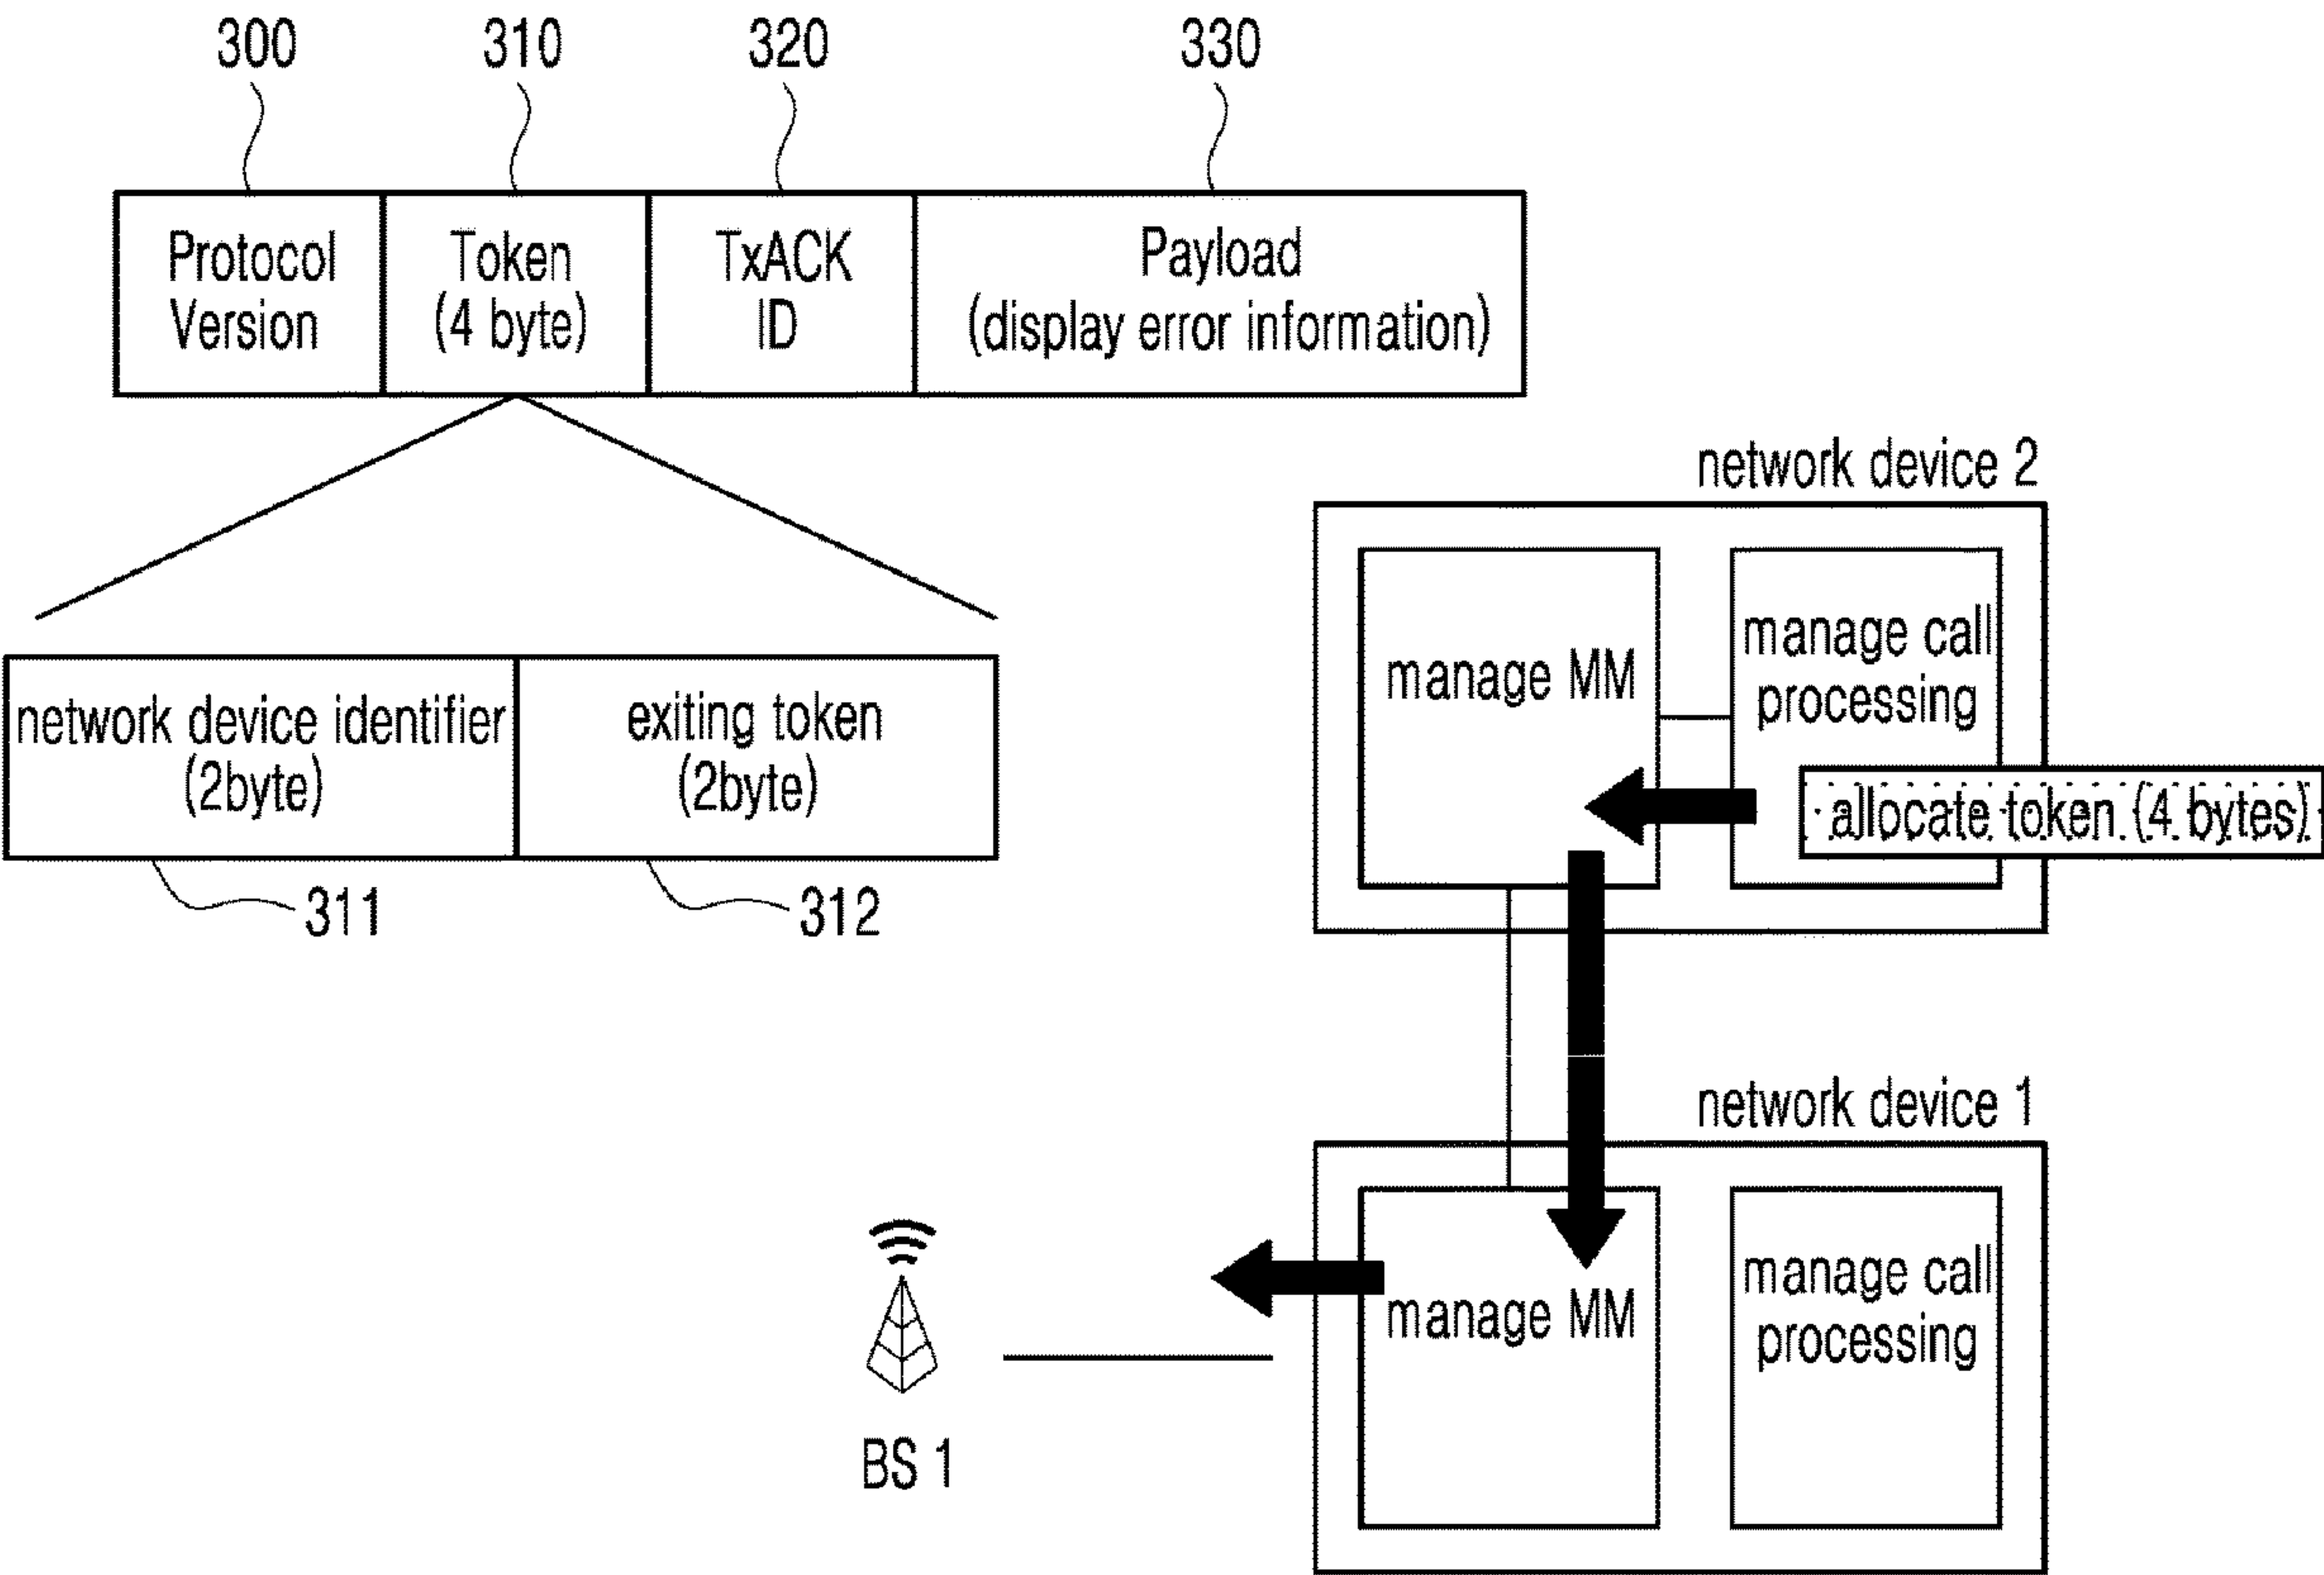 300
310
320
330
Protocol
Version
Token
(4 byte)
TxACK
ID
Payload
(display error information)
network device identifier
(2byte)
exiting token
(2byte)
311
312
network device 2
manage MM
manage call
processing
allocate token (4 bytes)
network device 1
manage MM
manage call
processing
BS 1